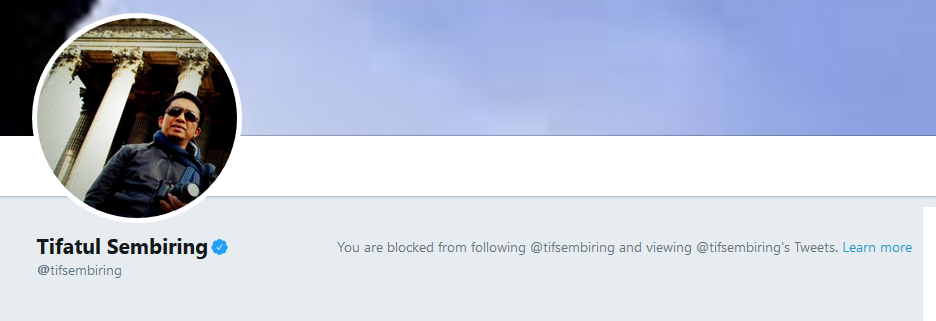 Tifatul Sembiring
@tifsembiring
You are blocked from following @tifsembiring and viewing @tifsembiring's Tweets. Learn more